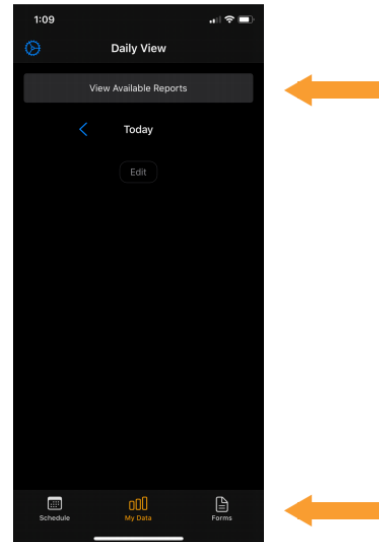 1:09
Daily View
View Available Reports
Today
Edit
Schedule My Data Forms